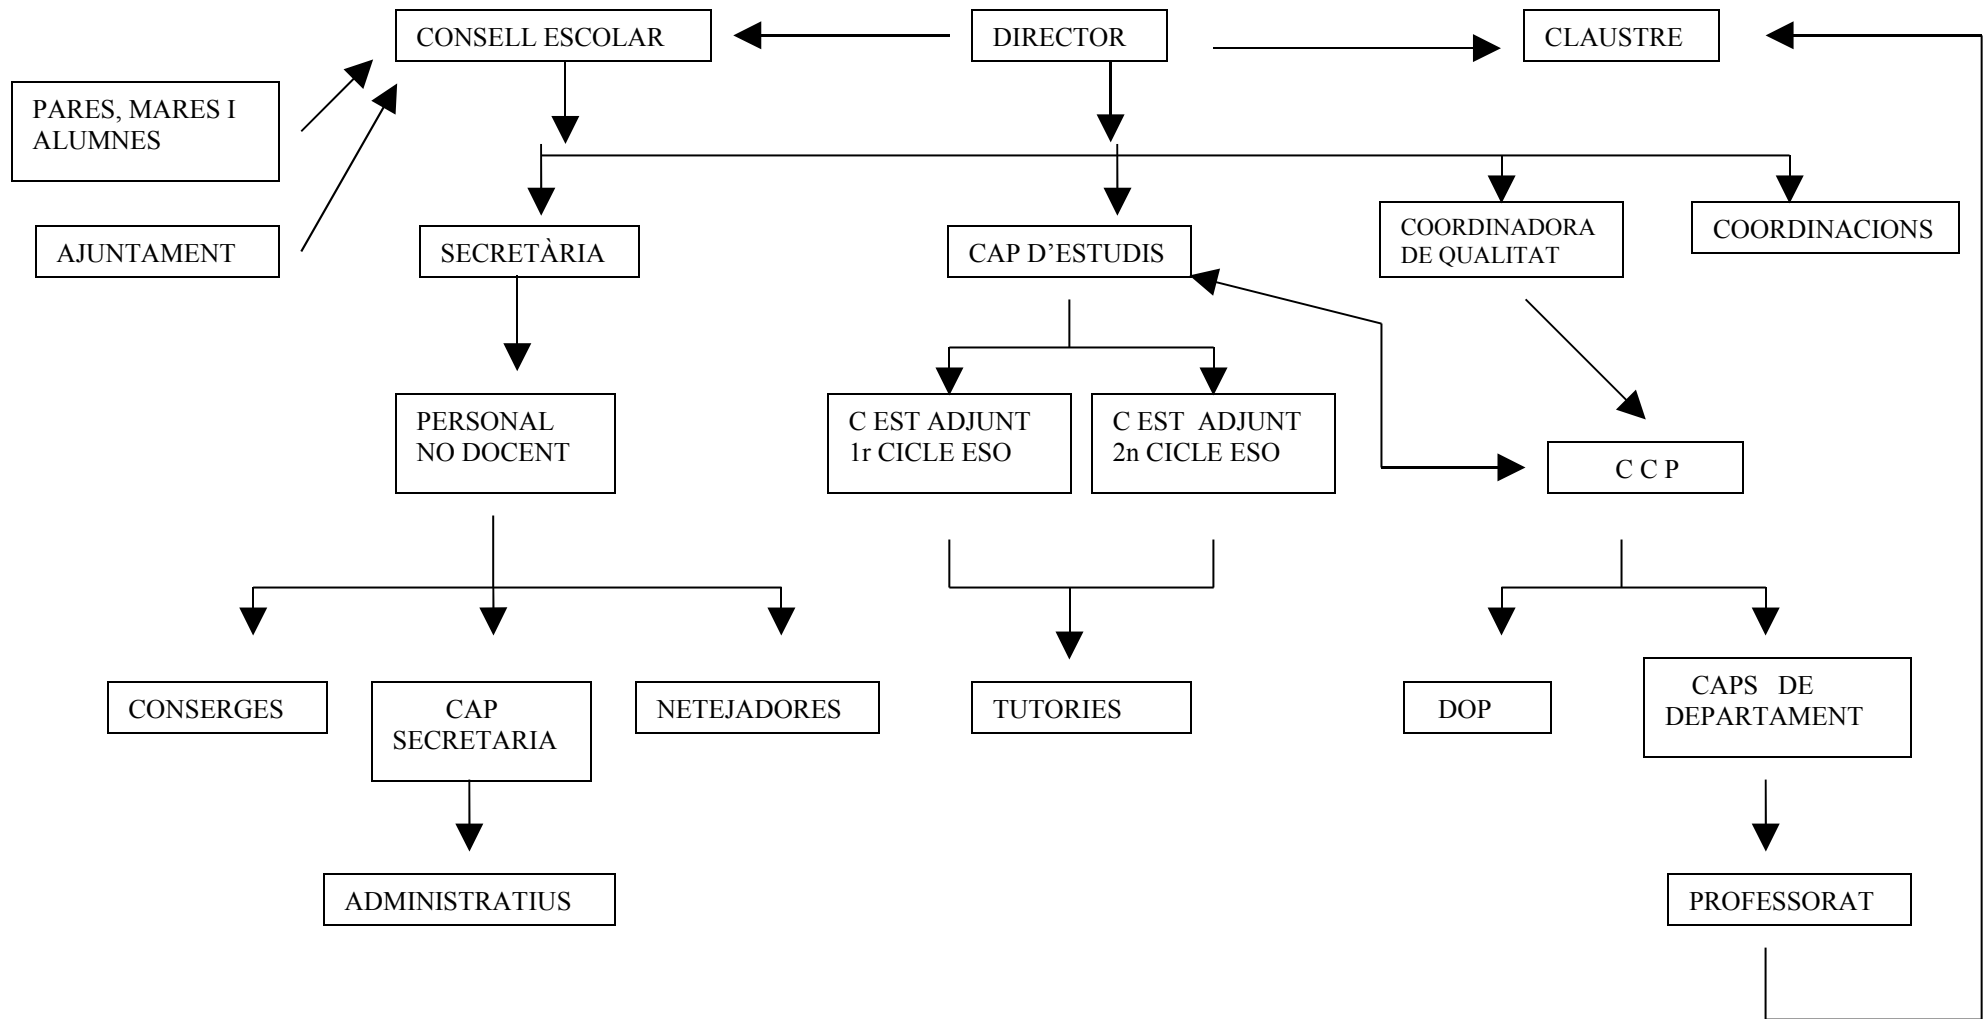 CONSELL ESCOLAR
DIRECTOR
CLAUSTRE
PARES, MARES I
ALUMNES
AJUNTAMENT
SECRETÀRIA
CAP D’ESTUDIS
COORDINADORA
DE QUALITAT
COORDINACIONS
PERSONAL
NO DOCENT
C EST ADJUNT
1r CICLE ESO
C EST ADJUNT
2n CICLE ESO
C C P
CONSERGES
CAP
SECRETARIA
NETEJADORES
TUTORIES
DOP
CAPS DE
DEPARTAMENT
ADMINISTRATIUS
PROFESSORAT